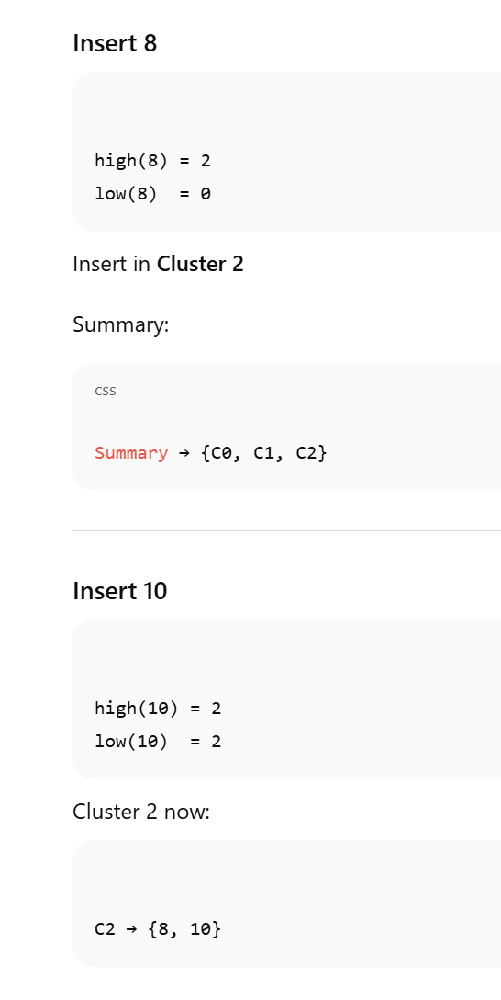 Insert 8
high(8) = 2
low(8)  = 0
Insert in Cluster 2
Summary:
css
Summary → {C0, C1, C2}
Insert 10
high(10) = 2
low(10)  = 2
Cluster 2 now:
C2 → {8, 10}